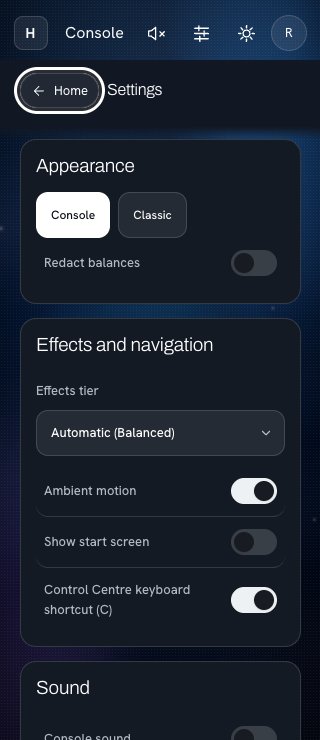 H Console R
Home Settings
Appearance
Console Classic
Redact balances
Effects and navigation
Effects tier
Automatic (Balanced)
Ambient motion
Show start screen
Control Centre keyboard
shortcut (C)
Sound
Console sound